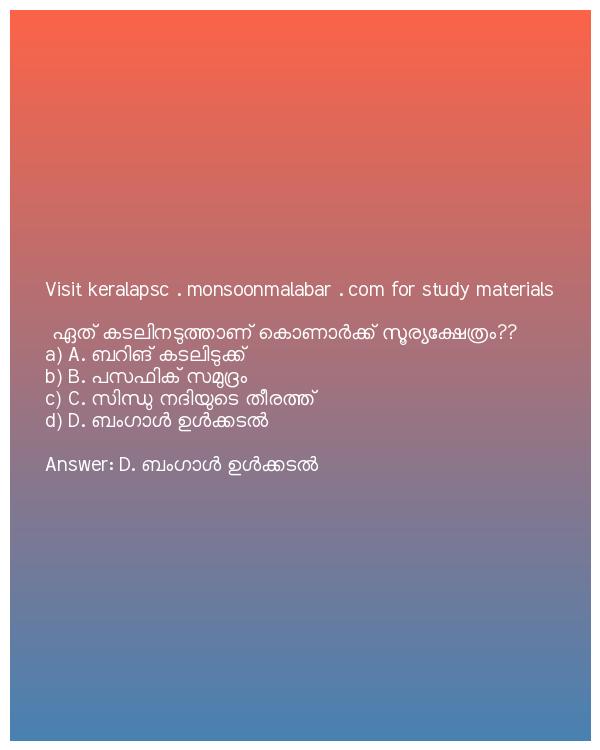 Visit keralapsc . monsoonmalabar . com for study materials
ഏത് കടലിനടുത്താണ് കൊണാർക്ക് സൂര്യക്ഷേത്രം??
a) A. ബറിങ് കടലിടുക്ക്
b) B. പസഫിക് സമുദ്രം
c) C. സിന്ധു നദിയുടെ തീരത്ത്
d) D. ബംഗാൾ ഉൾക്കടൽ
Answer: D. ബംഗാൾ ഉൾക്കടൽ